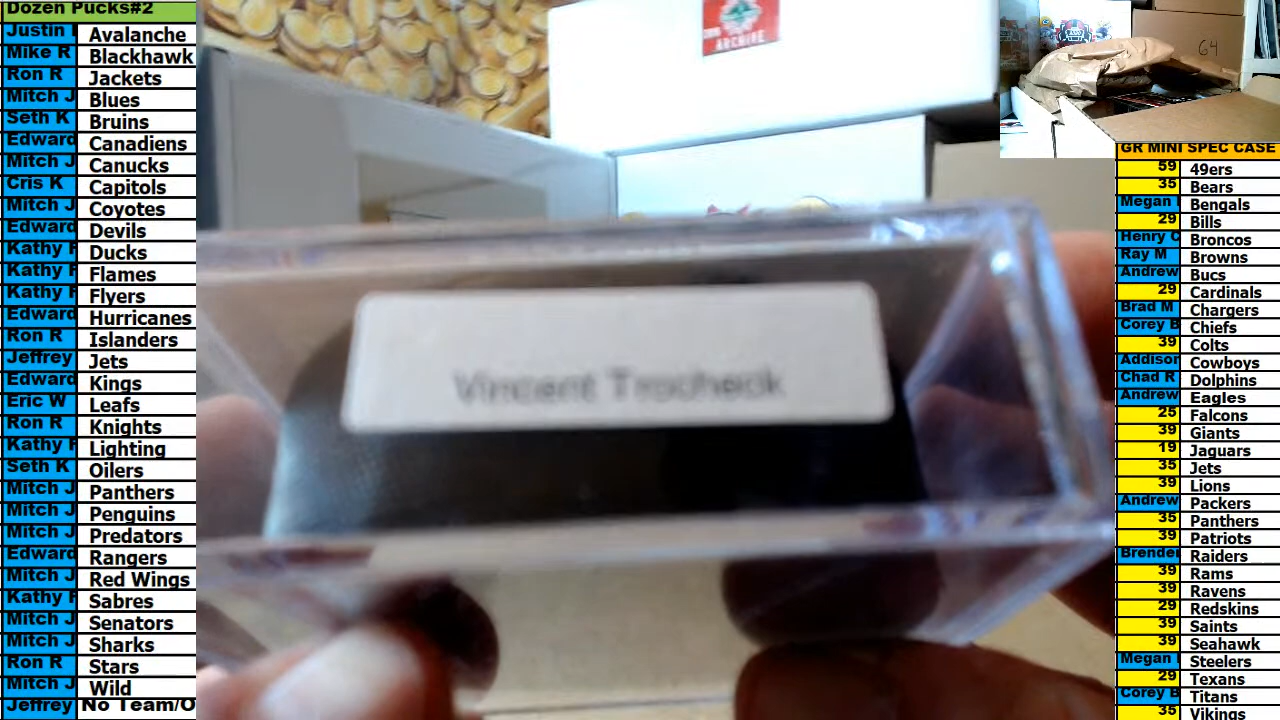 Dozen Pucks#2
Justin Avalanche
Mike R Blackhawk
Ron R Jackets
Mitch J Blues
Seth K Bruins
Edward Canadiens
Mitch J Canucks
Cris K Capitols
Mitch J Coyotes
Edward Devils
Kathy F Ducks
Kathy F Flames
Kathy F Flyers
Edward Hurricanes
Ron R Islanders
Jeffrey Jets
Edward Kings
Eric W Leafs
Ron R Knights
Kathy F Lighting
Seth K Oilers
Mitch J Panthers
Mitch J Penguins
Mitch J Predators
Edward Rangers
Mitch J Red Wings
Kathy F Sabres
Mitch J Senators
Mitch J Sharks
Ron R Stars
Mitch J Wild
Jeffrey No Team/O
ARCHIVE
Vincent Trocheck
64
GR MINI SPEC CASE
59 49ers
35 Bears
Megan Bengals
29 Bills
Henry C Broncos
Ray M Browns
Andrew Bucs
29 Cardinals
Brad M Chargers
Corey B Chiefs
39 Colts
Addison Cowboys
Chad R Dolphins
Andrew Eagles
25 Falcons
39 Giants
19 Jaguars
35 Jets
39 Lions
Andrew Packers
35 Panthers
39 Patriots
Brenden Raiders
39 Rams
39 Ravens
29 Redskins
39 Saints
39 Seahawk
Megan Steelers
29 Texans
Corey B Titans
35 Vikings